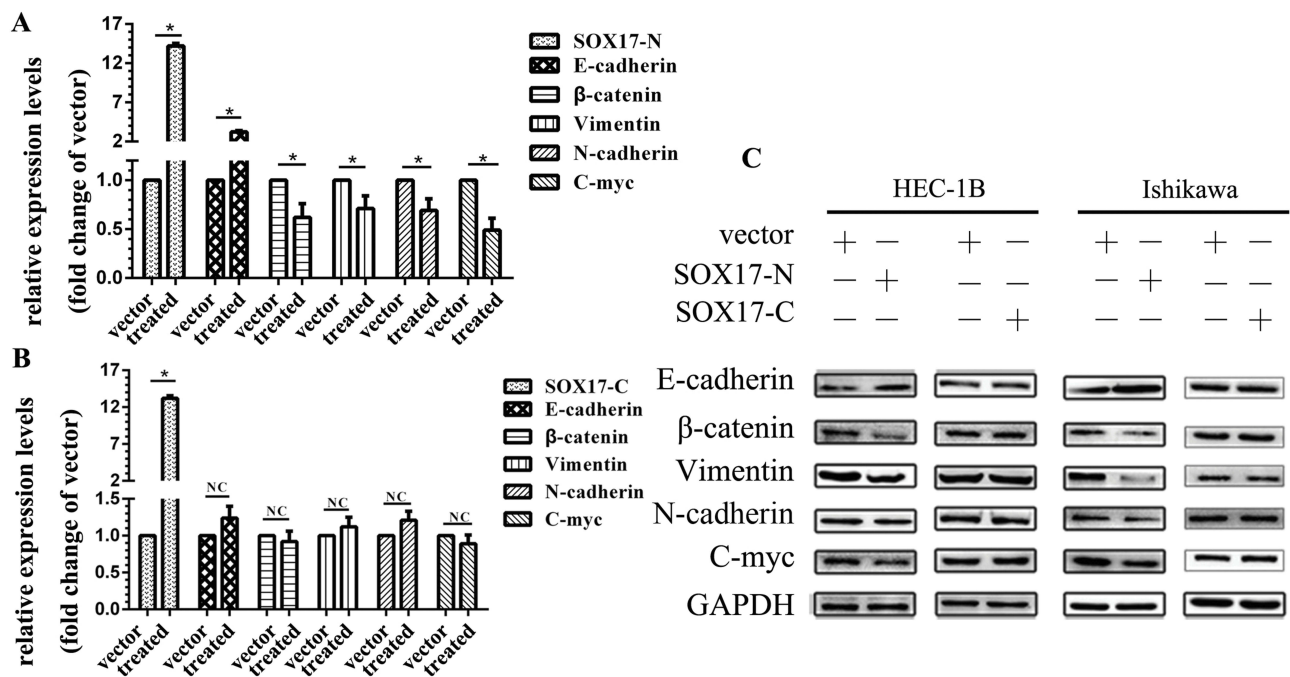 A
relative expression levels
(fold change of vector)
17
12
7
2
1.0
0.5
0.0
*
*
*
*
*
*
vector
treated
vector
treated
vector
treated
vector
treated
vector
treated
vector
treated
SOX17-N
E-cadherin
β-catenin
Vimentin
N-cadherin
C-myc
B
relative expression levels
(fold change of vector)
17
12
7
2
1.5
1.0
0.5
0.0
*
NC
NC
NC
NC
NC
vector
treated
vector
treated
vector
treated
vector
treated
vector
treated
vector
treated
SOX17-C
E-cadherin
β-catenin
Vimentin
N-cadherin
C-myc
C
HEC-1B Ishikawa
vector + — + — + — + —
SOX17-N — + — — — + — —
SOX17-C — — — + — — — +
E-cadherin
β-catenin
Vimentin
N-cadherin
C-myc
GAPDH